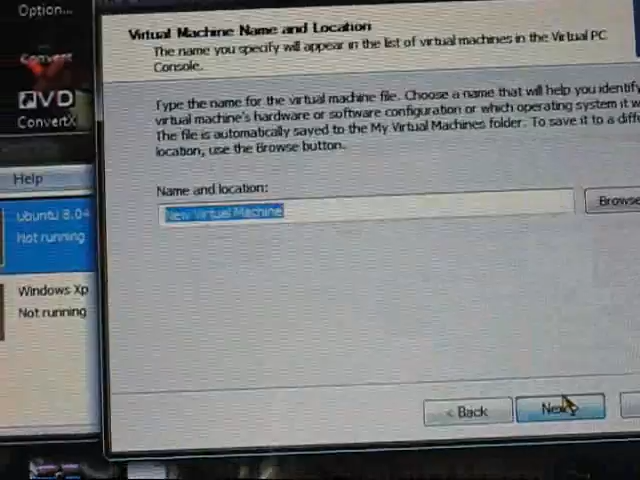 Option...
Convert
DVD
ConvertX
Help
Ubuntu 8.04
Not running
Windows Xp
Not running
Virtual Machine Name and Location
The name you specify will appear in the list of virtual machines in the Virtual PC
Console.
Type the name for the virtual machine file. Choose a name that will help you identify
virtual machine's hardware or software configuration or which operating system it w
The file is automatically saved to the My Virtual Machines folder. To save it to a diffe
location, use the Browse button.
Name and location:
New Virtual Machine
Browse
< Back
Next